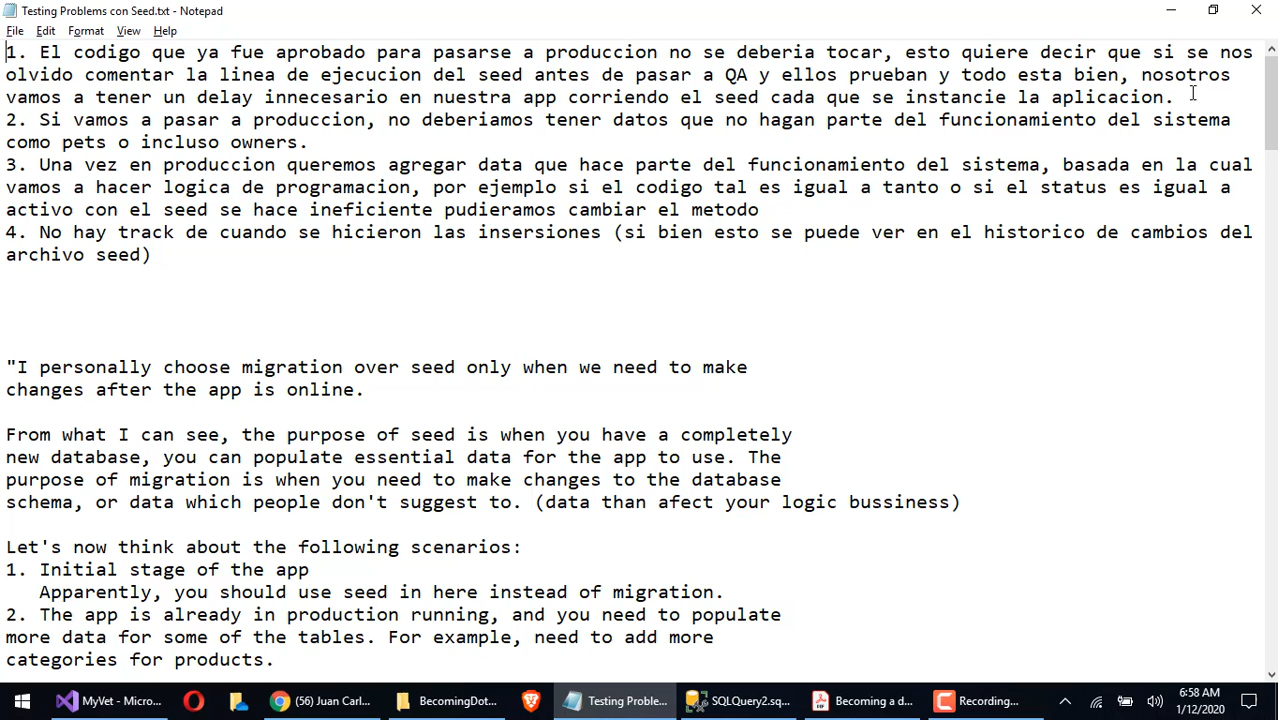 Testing Problems con Seed.txt - Notepad
File Edit Format View Help
1. El codigo que ya fue aprobado para pasarse a produccion no se deberia tocar, esto quiere decir que si se nos
olvido comentar la linea de ejecucion del seed antes de pasar a QA y ellos prueban y todo esta bien, nosotros
vamos a tener un delay innecesario en nuestra app corriendo el seed cada que se instancie la aplicacion.
2. Si vamos a pasar a produccion, no deberiamos tener datos que no hagan parte del funcionamiento del sistema
como pets o incluso owners.
3. Una vez en produccion queremos agregar data que hace parte del funcionamiento del sistema, basada en la cual
vamos a hacer logica de programacion, por ejemplo si el codigo tal es igual a tanto o si el status es igual a
activo con el seed se hace ineficiente pudieramos cambiar el metodo
4. No hay track de cuando se hicieron las insersiones (si bien esto se puede ver en el historico de cambios del
archivo seed)
"I personally choose migration over seed only when we need to make
changes after the app is online.
From what I can see, the purpose of seed is when you have a completely
new database, you can populate essential data for the app to use. The
purpose of migration is when you need to make changes to the database
schema, or data which people don't suggest to. (data than afect your logic bussiness)
Let's now think about the following scenarios:
1. Initial stage of the app
Apparently, you should use seed in here instead of migration.
2. The app is already in production running, and you need to populate
more data for some of the tables. For example, need to add more
categories for products.
MyVet - Micro... (56) Juan Carl... BecomingDot... Testing Proble... SQLQuery2.sq... Becoming a d... Recording... 6:58 AM
1/12/2020